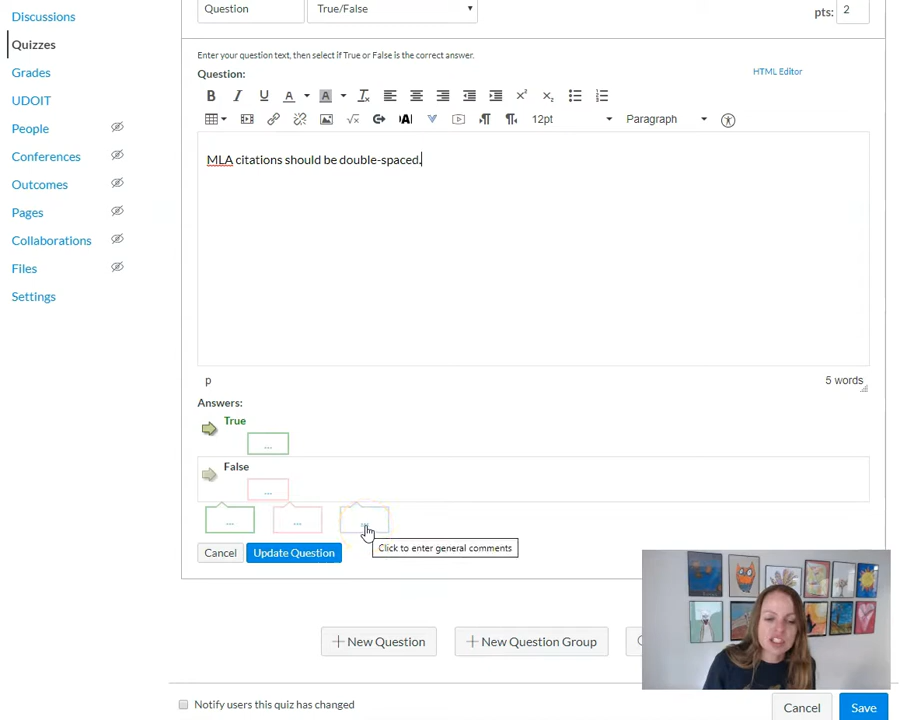 Discussions
Quizzes
Grades
UDOIT
People
Conferences
Outcomes
Pages
Collaborations
Files
Settings
Question True/False pts: 2
Enter your question text, then select if True or False is the correct answer.
Question: HTML Editor
B I U A A
12pt Paragraph
MLA citations should be double-spaced.
p 5 words
Answers:
True
...
False
...
... ... ...
Click to enter general comments
Cancel Update Question
+ New Question + New Question Group
Notify users this quiz has changed
Cancel Save